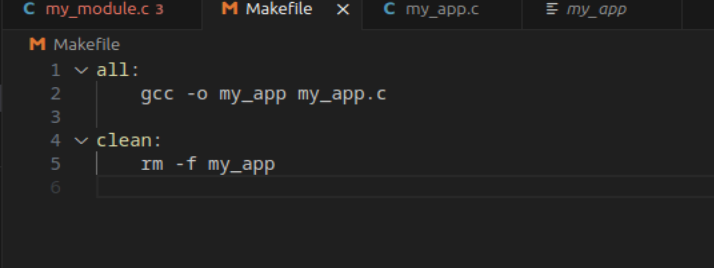 C my_module.c 3 M Makefile × C my_app.c my_app
M Makefile
1 all:
2 gcc -o my_app my_app.c
3
4 clean:
5 rm -f my_app
6